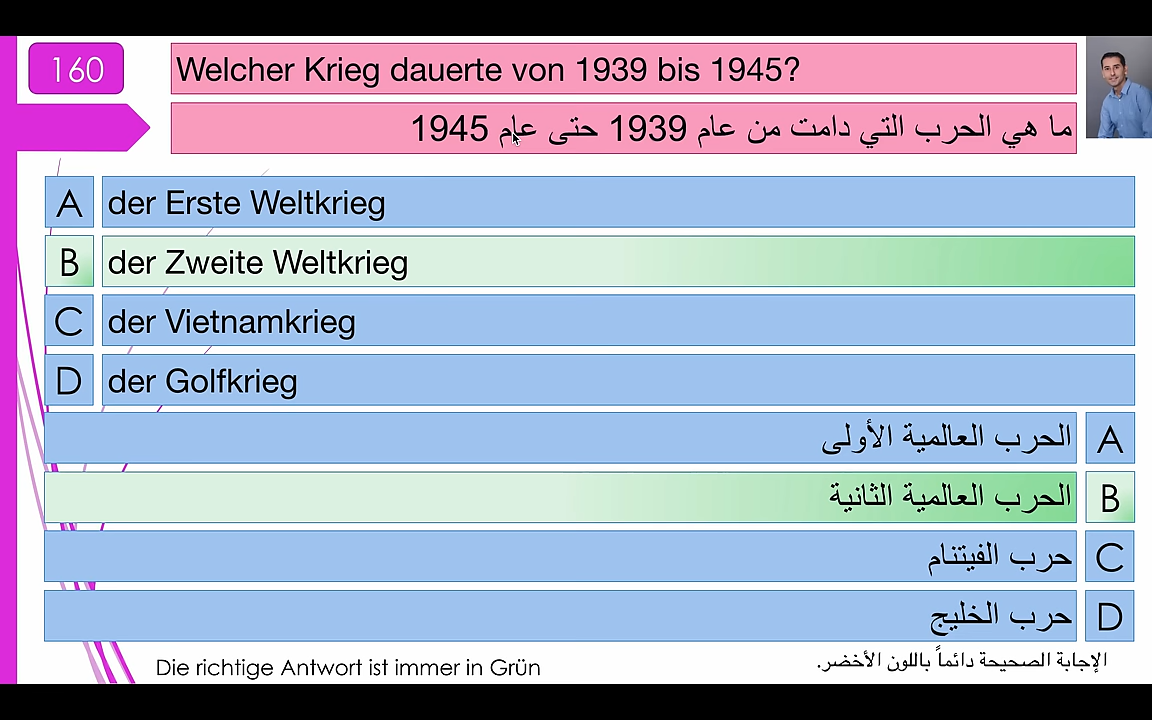 160
Welcher Krieg dauerte von 1939 bis 1945?
ما هي الحرب التي دامت من عام 1939 حتى عام 1945
A der Erste Weltkrieg
B der Zweite Weltkrieg
C der Vietnamkrieg
D der Golfkrieg
A الحرب العالمية الأولى
B الحرب العالمية الثانية
C حرب الفيتنام
D حرب الخليج
Die richtige Antwort ist immer in Grün
الإجابة الصحيحة دائماً باللون الأخضر.